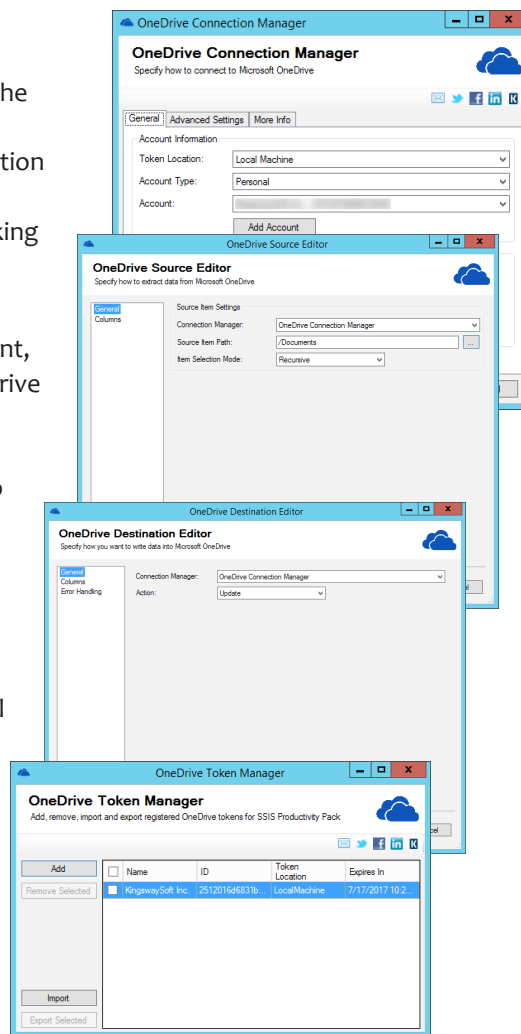 he
tion
king
nt,
rive
o
l
OneDrive Connection Manager
OneDrive Connection Manager
Specify how to connect to Microsoft OneDrive
General Advanced Settings More Info
Account Information
Token Location: Local Machine
Account Type: Personal
Account:
Add Account
OneDrive Source Editor
OneDrive Source Editor
Specify how to extract data from Microsoft OneDrive
General
Columns
Source Item Settings
Connection Manager: OneDrive Connection Manager
Source Item Path: /Documents ...
Item Selection Mode: Recursive
OneDrive Destination Editor
OneDrive Destination Editor
Specify how you want to write data into Microsoft OneDrive
General
Columns
Error Handling
Connection Manager: OneDrive Connection Manager
Action: Update
OneDrive Token Manager
OneDrive Token Manager
Add, remove, import and export registered OneDrive tokens for SSIS Productivity Pack
Add
Remove Selected
Import
Export Selected
Name ID Token Location Expires In
KingswaySoft Inc. 2512016d6831b... LocalMachine 7/17/2017 10:2...